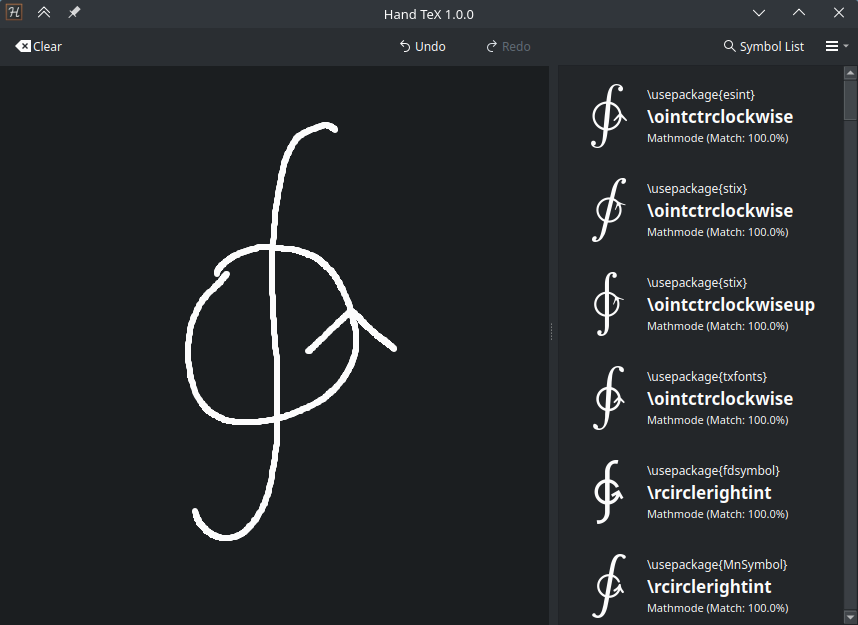 Hand TeX 1.0.0
Clear
Undo
Redo
Symbol List
\usepackage{esint}
\ointctrclockwise
Mathmode (Match: 100.0%)
\usepackage{stix}
\ointctrclockwise
Mathmode (Match: 100.0%)
\usepackage{stix}
\ointctrclockwiseup
Mathmode (Match: 100.0%)
\usepackage{txfonts}
\ointctrclockwise
Mathmode (Match: 100.0%)
\usepackage{fdsymbol}
\rcirclerightint
Mathmode (Match: 100.0%)
\usepackage{MnSymbol}
\rcirclerightint
Mathmode (Match: 100.0%)